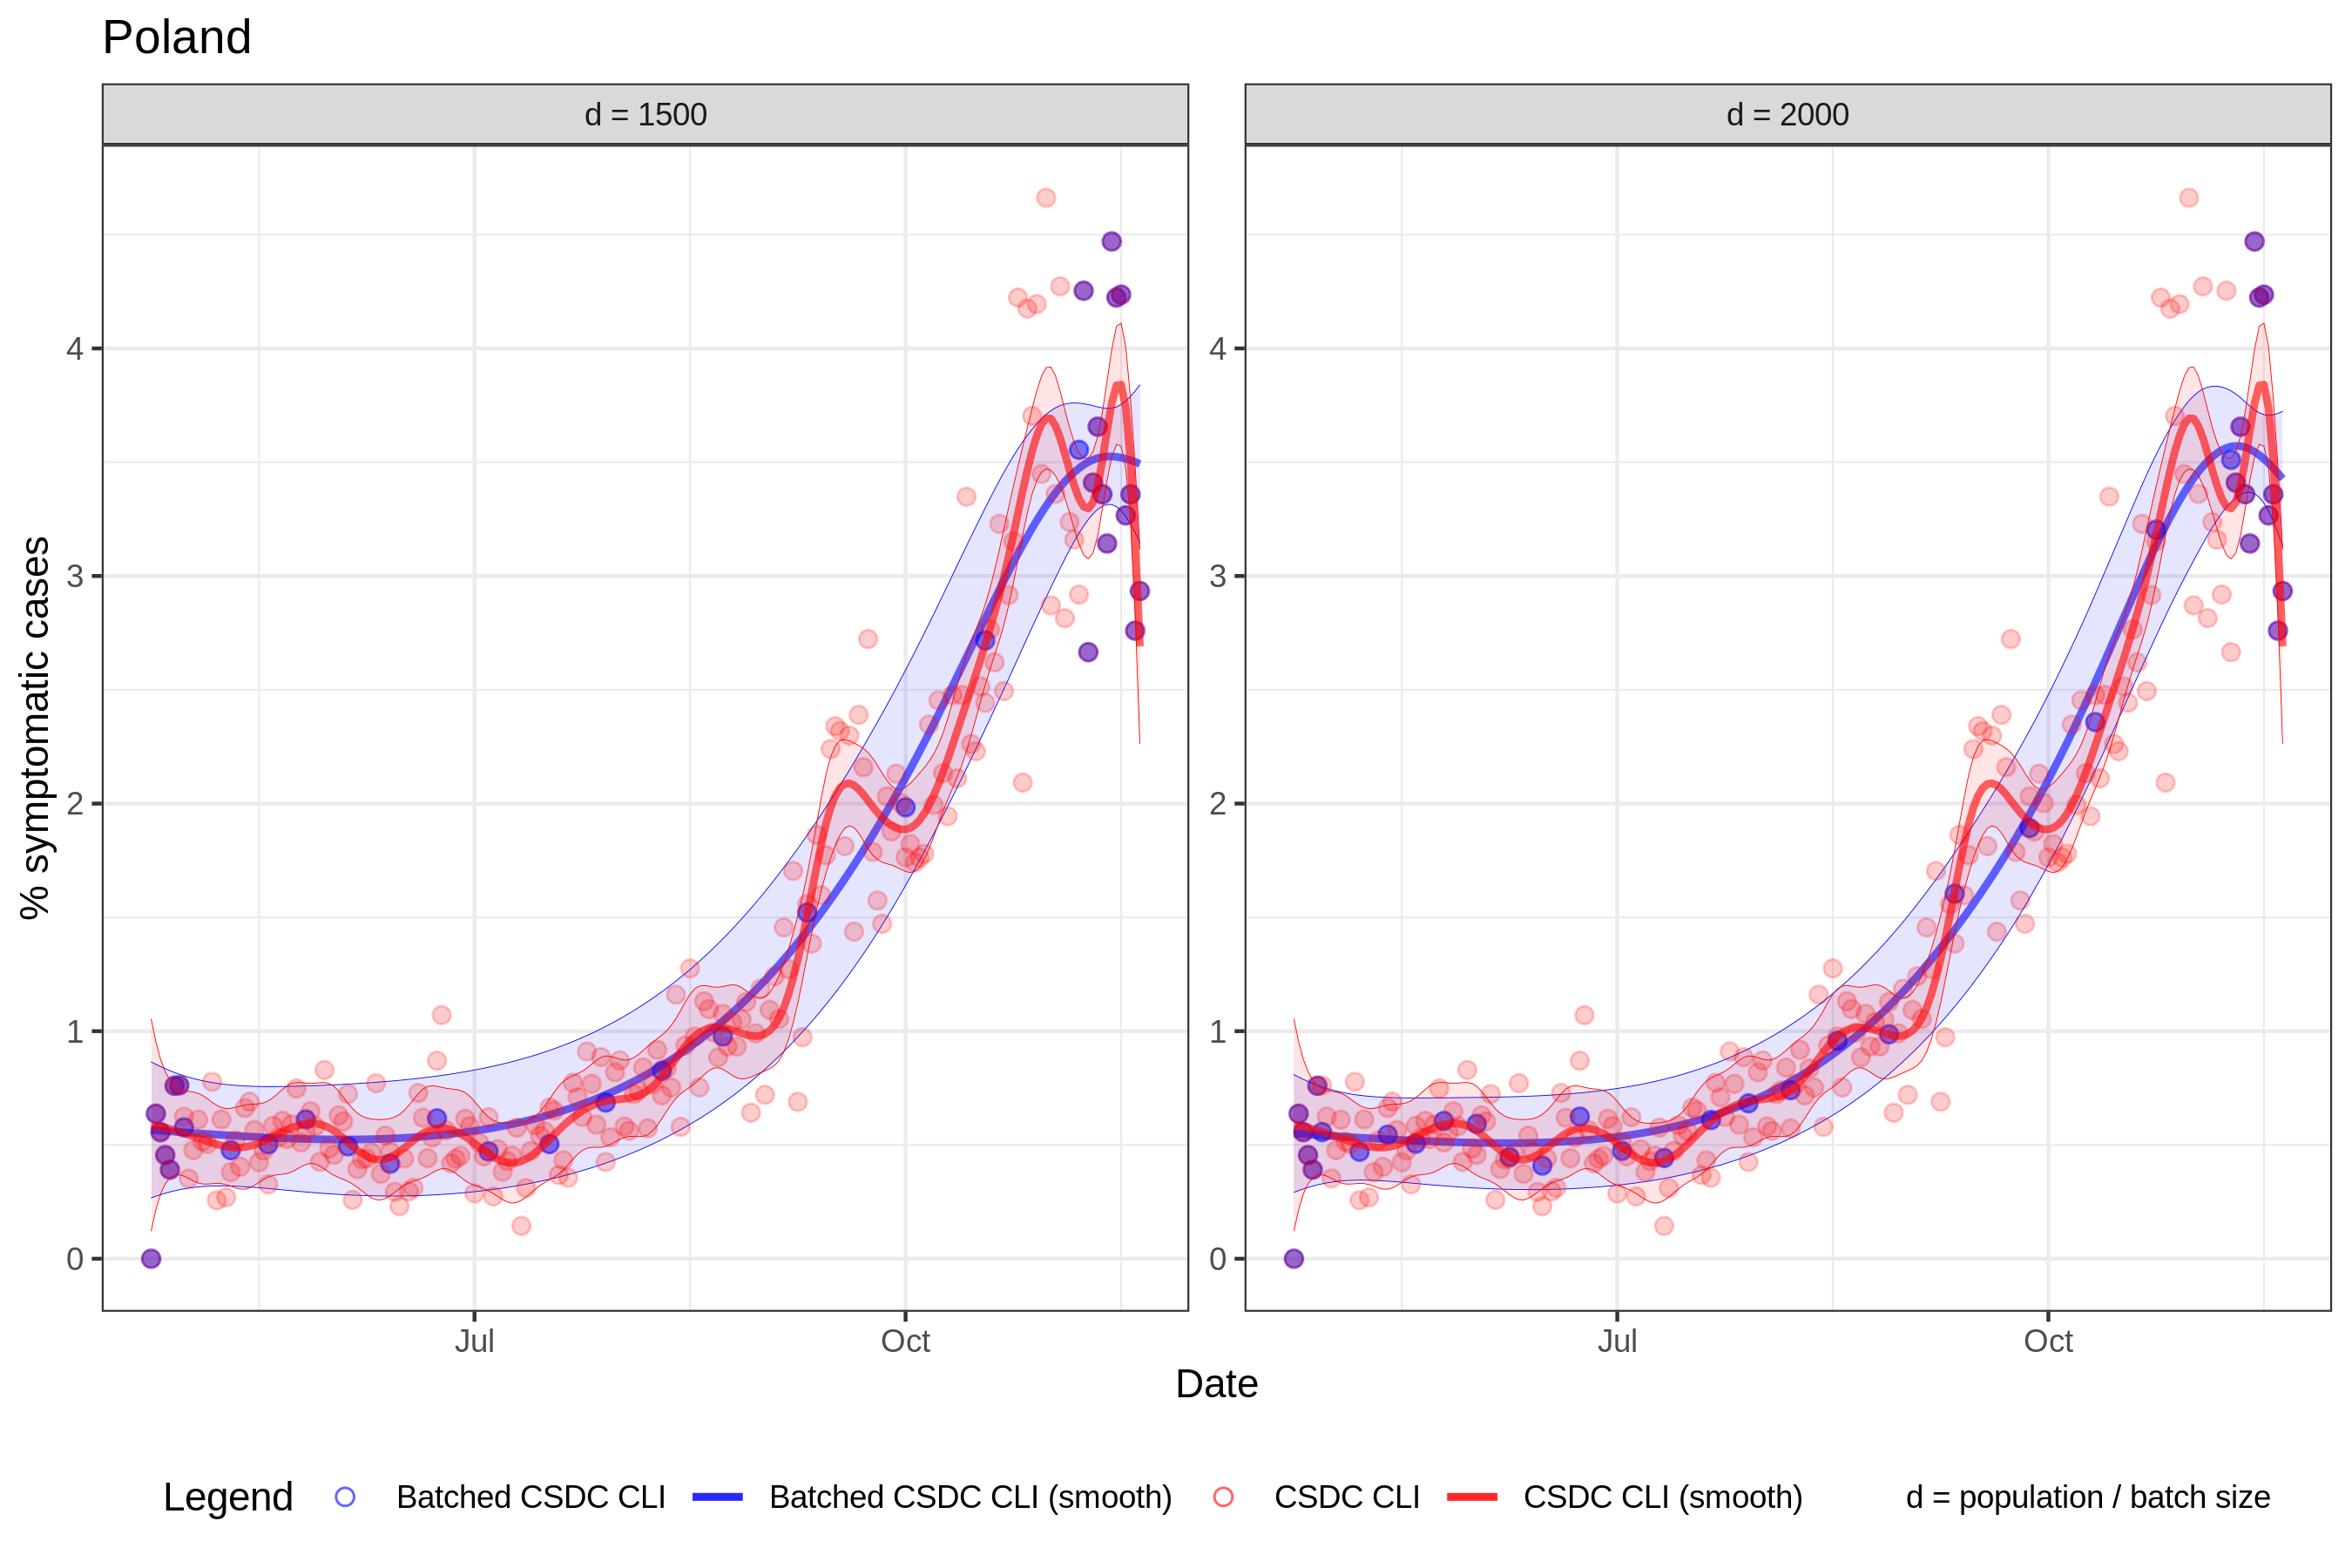 Poland
d = 1500
d = 2000
% symptomatic cases
4
3
2
1
0
4
3
2
1
0
Jul
Oct
Jul
Oct
Date
Legend
Batched CSDC CLI
Batched CSDC CLI (smooth)
CSDC CLI
CSDC CLI (smooth)
d = population / batch size